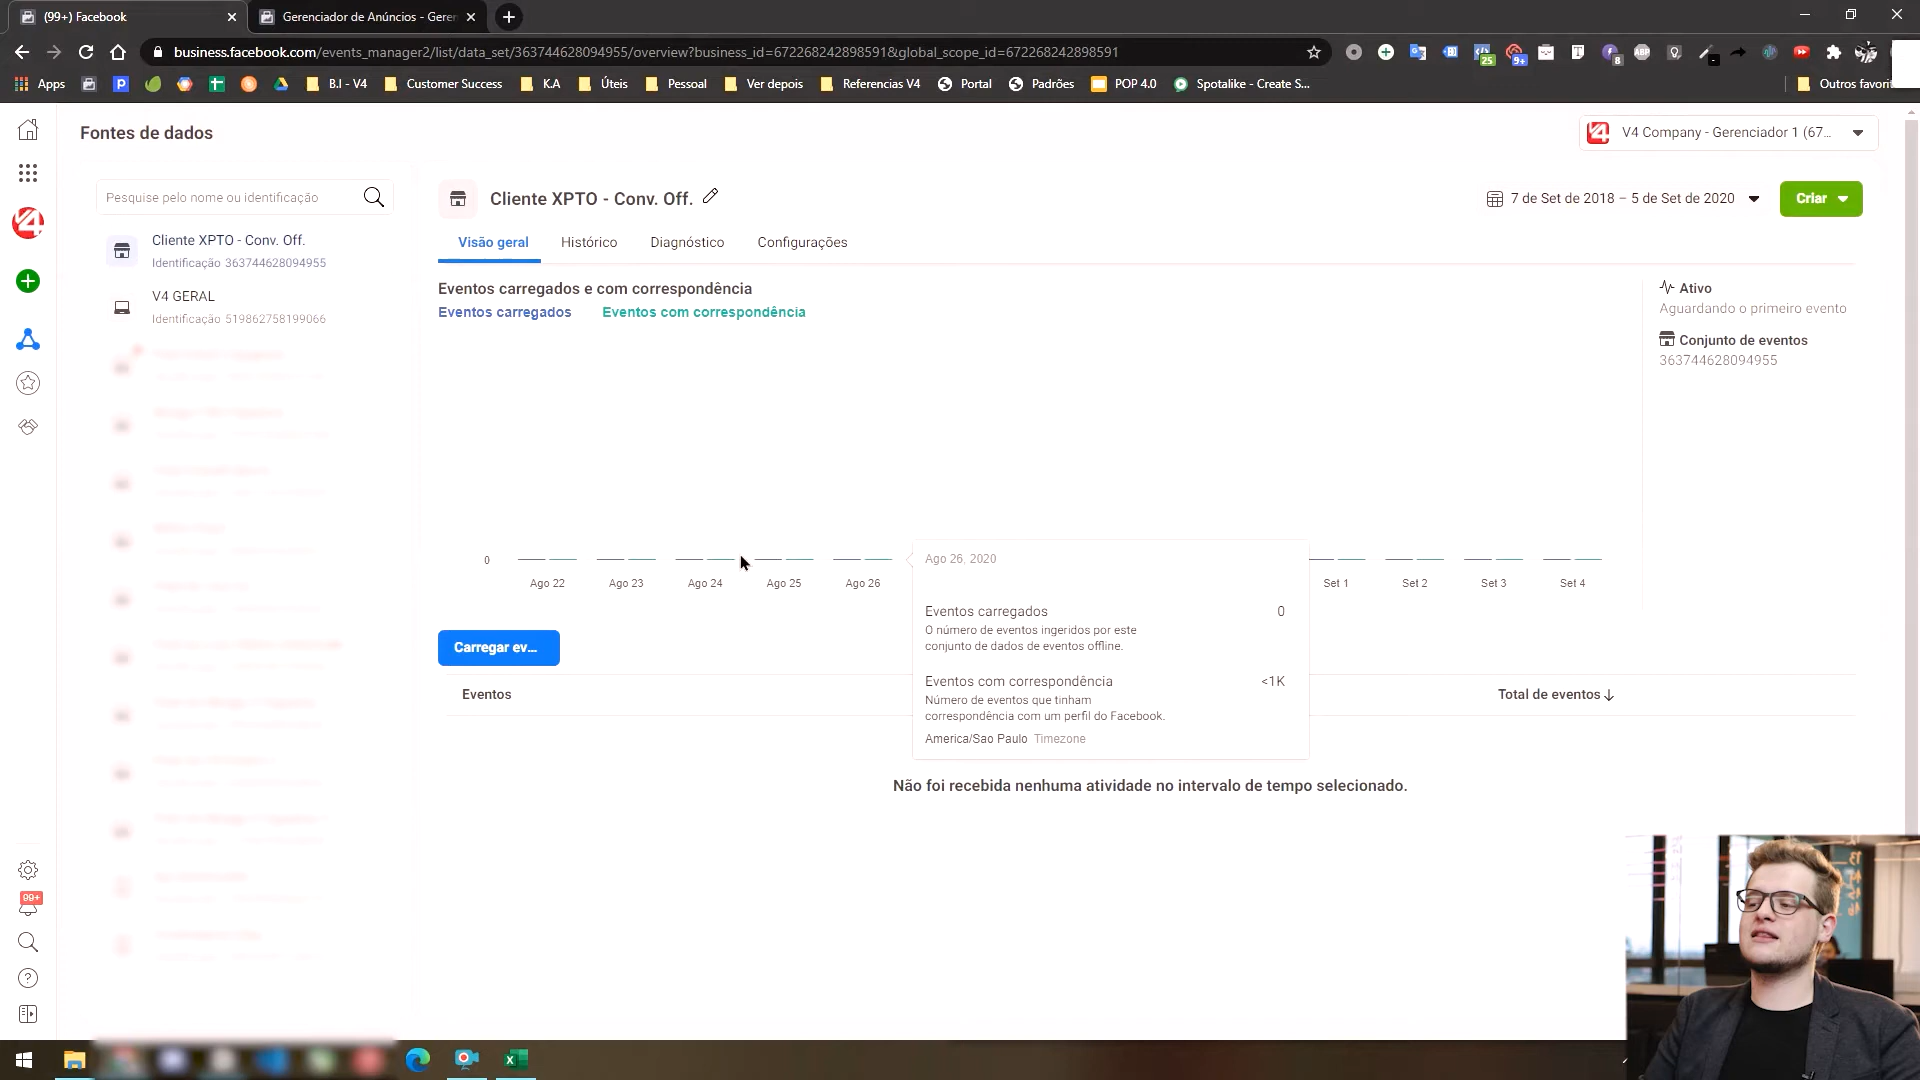 (99+) Facebook
Gerenciador de Anúncios - Geren
business.facebook.com/events_manager2/list/data_set/363744628094955/overview?business_id=672268242898591&global_scope_id=672268242898591
25
9+
8
ABP
Apps
B.I - V4
Customer Success
K.A
Úteis
Pessoal
Ver depois
Referencias V4
Portal
Padrões
POP 4.0
Spotalike - Create S...
Outros favorit
Fontes de dados
V4 Company - Gerenciador 1 (67...
Pesquise pelo nome ou identificação
Cliente XPTO - Conv. Off.
7 de Set de 2018 – 5 de Set de 2020
Criar
V4
Cliente XPTO - Conv. Off.
Identificação 363744628094955
Visão geral
Histórico
Diagnóstico
Configurações
V4 GERAL
Identificação 519862758199066
Eventos carregados e com correspondência
Eventos carregados
Eventos com correspondência
Ativo
Aguardando o primeiro evento
Conjunto de eventos
363744628094955
0
Ago 22
Ago 23
Ago 24
Ago 25
Ago 26
Set 1
Set 2
Set 3
Set 4
Ago 26, 2020
Eventos carregados
0
O número de eventos ingeridos por este
conjunto de dados de eventos offline.
Eventos com correspondência
<1K
Número de eventos que tinham
correspondência com um perfil do Facebook.
America/Sao Paulo Timezone
Carregar ev...
Eventos
Total de eventos
Não foi recebida nenhuma atividade no intervalo de tempo selecionado.
99+